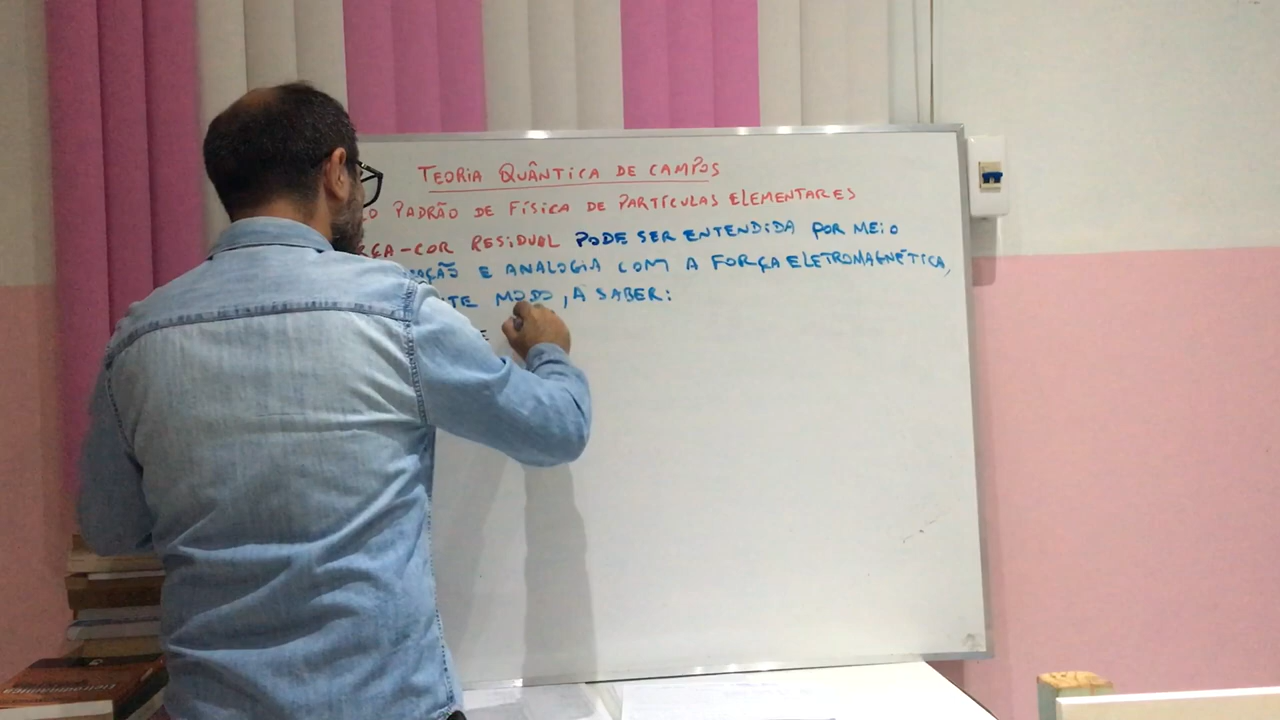 TEORIA QUÂNTICA DE CAMPOS
PADRÃO DE FÍSICA DE PARTÍCULAS ELEMENTARES
RESIDUAL PODE SER ENTENDIDA POR MEIO
E ANALOGIA COM A FORÇA ELETROMAGNÉTICA,
MODO, A SABER: